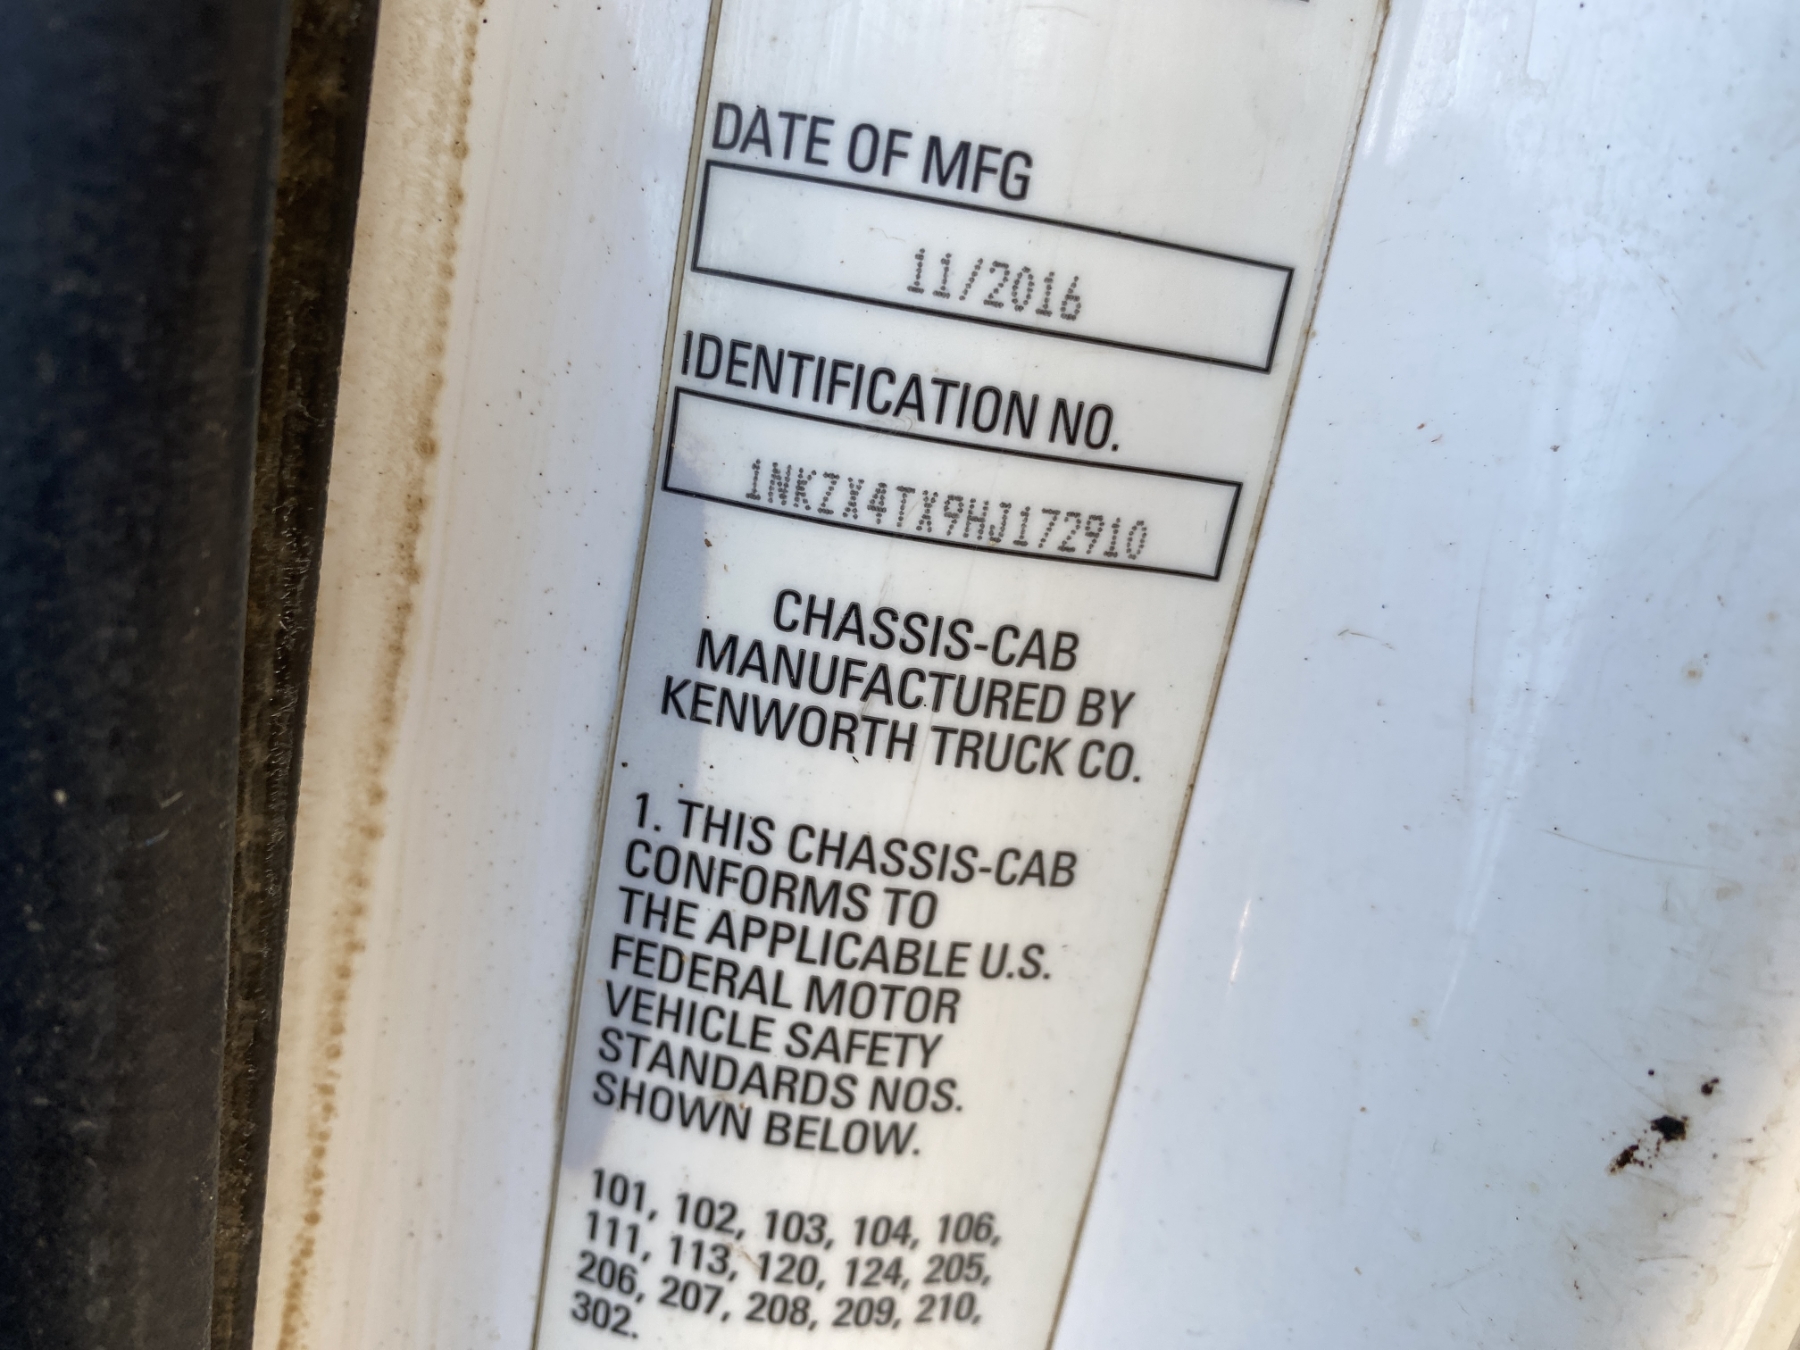 DATE OF MFG
11/2016
IDENTIFICATION NO.
1NKZX4TX9HJ172910
CHASSIS-CAB
MANUFACTURED BY
KENWORTH TRUCK CO.
1. THIS CHASSIS-CAB
CONFORMS TO
THE APPLICABLE U.S.
FEDERAL MOTOR
VEHICLE SAFETY
STANDARDS NOS.
SHOWN BELOW.
101, 102, 103, 104, 106,
111, 113, 120, 124, 205,
206, 207, 208, 209, 210,
302.